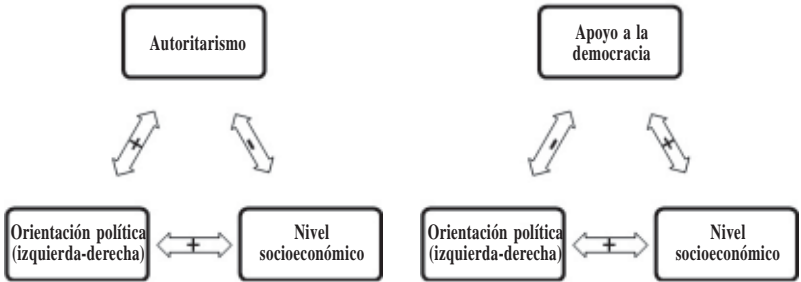 Autoritarismo
+
-
Orientación política
(izquierda-derecha)
+
Nivel
socioeconómico
Apoyo a la
democracia
-
+
Orientación política
(izquierda-derecha)
+
Nivel
socioeconómico